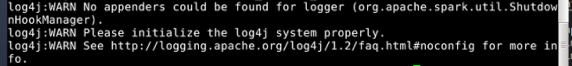 log4j:WARN No appenders could be found for logger (org.apache.spark.util.Shutdow
nHookManager).
log4j:WARN Please initialize the log4j system properly.
log4j:WARN See http://logging.apache.org/log4j/1.2/faq.html#noconfig for more in
fo.